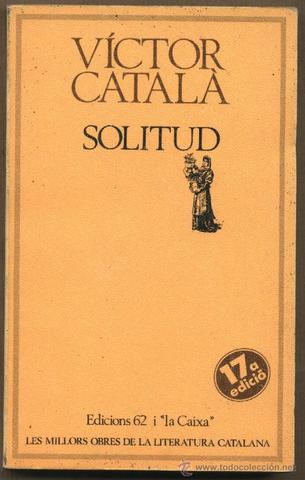 VÍCTOR
CATALÀ
SOLITUD
17a
edició
Edicions 62 i "la Caixa"
LES MILLORS OBRES DE LA LITERATURA CATALANA
www.todocoleccion.net